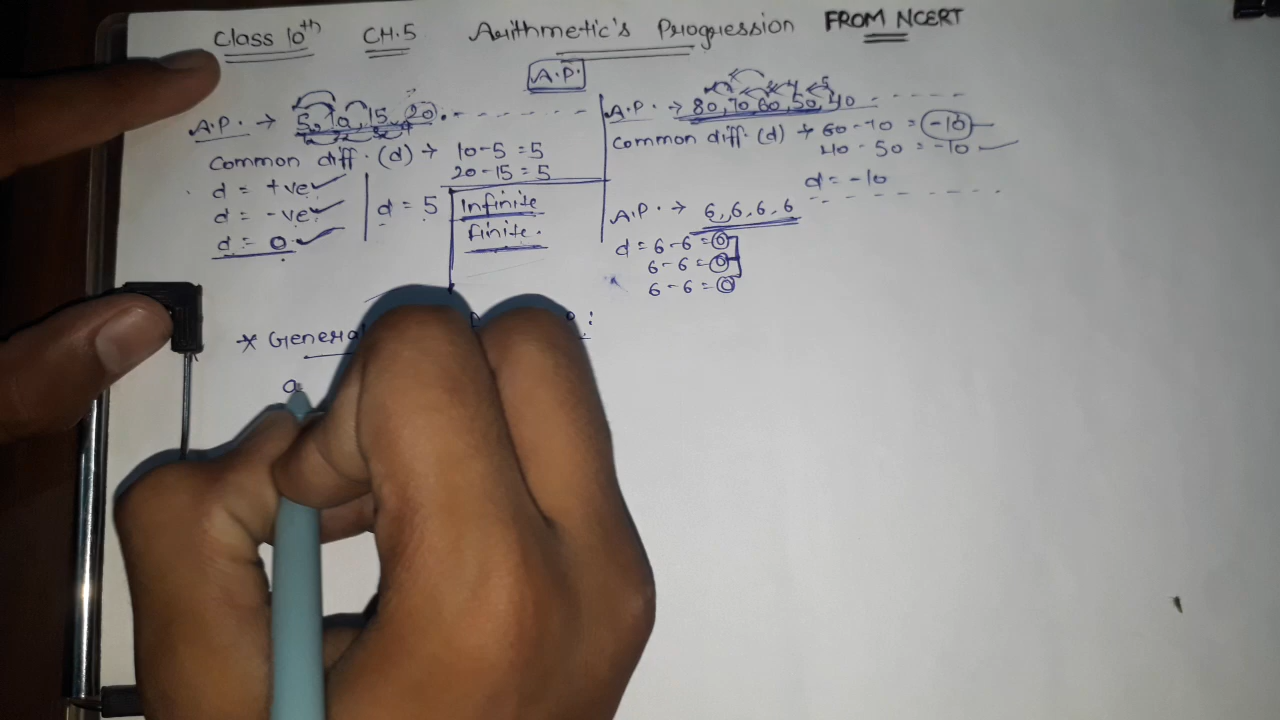 Class 10th CH.5 Arithmetic's Progression FROM NCERT
A.P.
A.P. → 5, 10, 15, 20. - - - - - - - - -
Common diff. (d) → 10-5 = 5
20-15 = 5
d = +ve ✓
d = -ve ✓
d = 0 ✓
d = 5
Infinite
finite.
A.P. → 80, 70, 60, 50, 40 - - - - - -
Common diff. (d) → 60-70 = -10
40 - 50 = -10 ✓
d = -10
A.P. → 6, 6, 6, 6
d = 6-6 = 0
6-6 = 0
6-6 = 0
* General
a